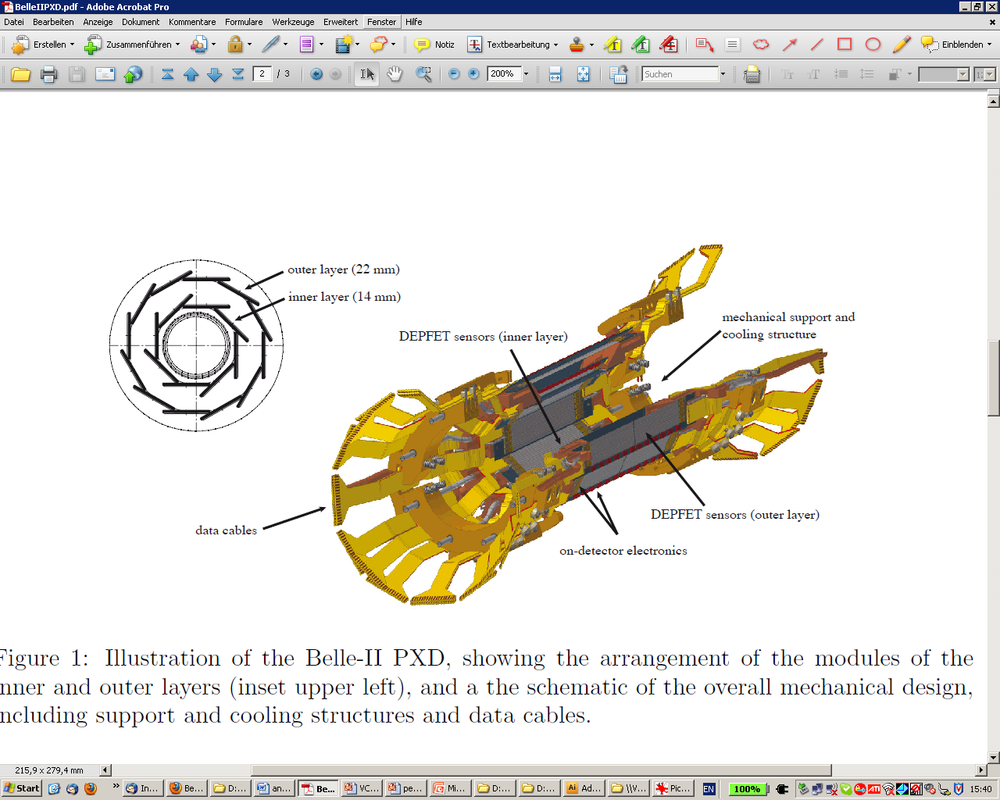 BelleIIPXD.pdf - Adobe Acrobat Pro
Datei Bearbeiten Anzeige Dokument Kommentare Formulare Werkzeuge Erweitert Fenster Hilfe
Erstellen Zusammenführen Notiz Textbearbeitung Einblenden
2 / 3 200% Suchen
outer layer (22 mm)
inner layer (14 mm)
mechanical support and
cooling structure
DEPFET sensors (inner layer)
DEPFET sensors (outer layer)
data cables
on-detector electronics
Figure 1: Illustration of the Belle-II PXD, showing the arrangement of the modules of the
nner and outer layers (inset upper left), and a the schematic of the overall mechanical design,
ncluding support and cooling structures and data cables.
215,9 x 279,4 mm
Start » In... Be... D:... an... Be... VC... pe... Mi... D:... D:... Ad... \\V... Pic... EN 100% 15:40